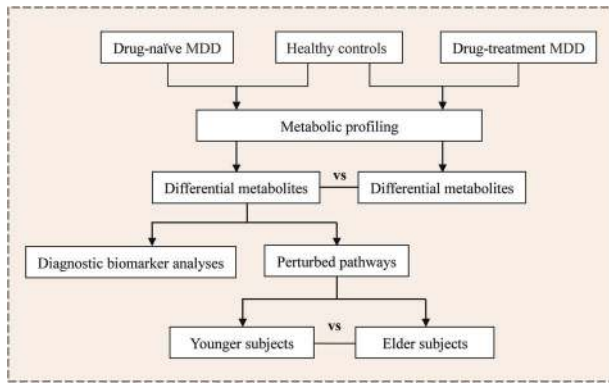 Drug-naïve MDD
Healthy controls
Drug-treatment MDD
Metabolic profiling
vs
Differential metabolites
Differential metabolites
Diagnostic biomarker analyses
Perturbed pathways
vs
Younger subjects
Elder subjects